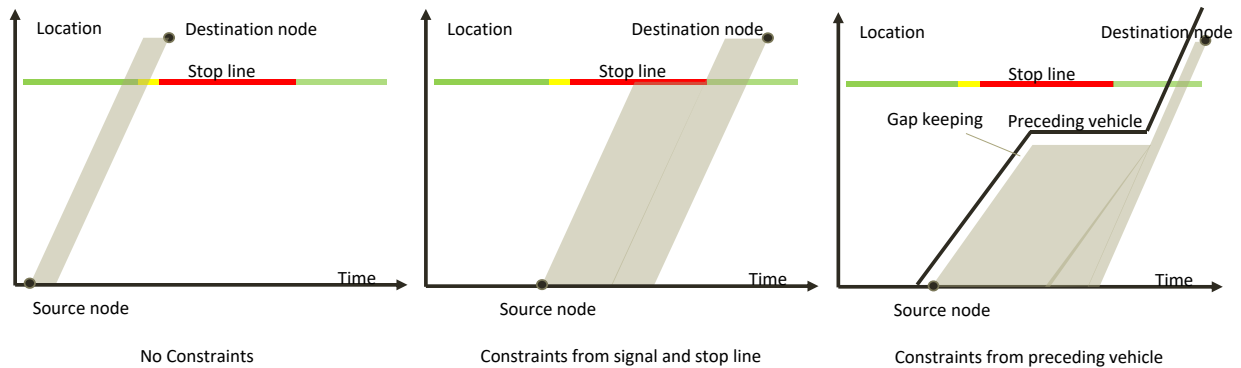 Location
Destination node
Stop line
Time
Source node
No Constraints
Location
Destination node
Stop line
Time
Source node
Constraints from signal and stop line
Location
Destination node
Stop line
Gap keeping
Preceding vehicle
Time
Source node
Constraints from preceding vehicle